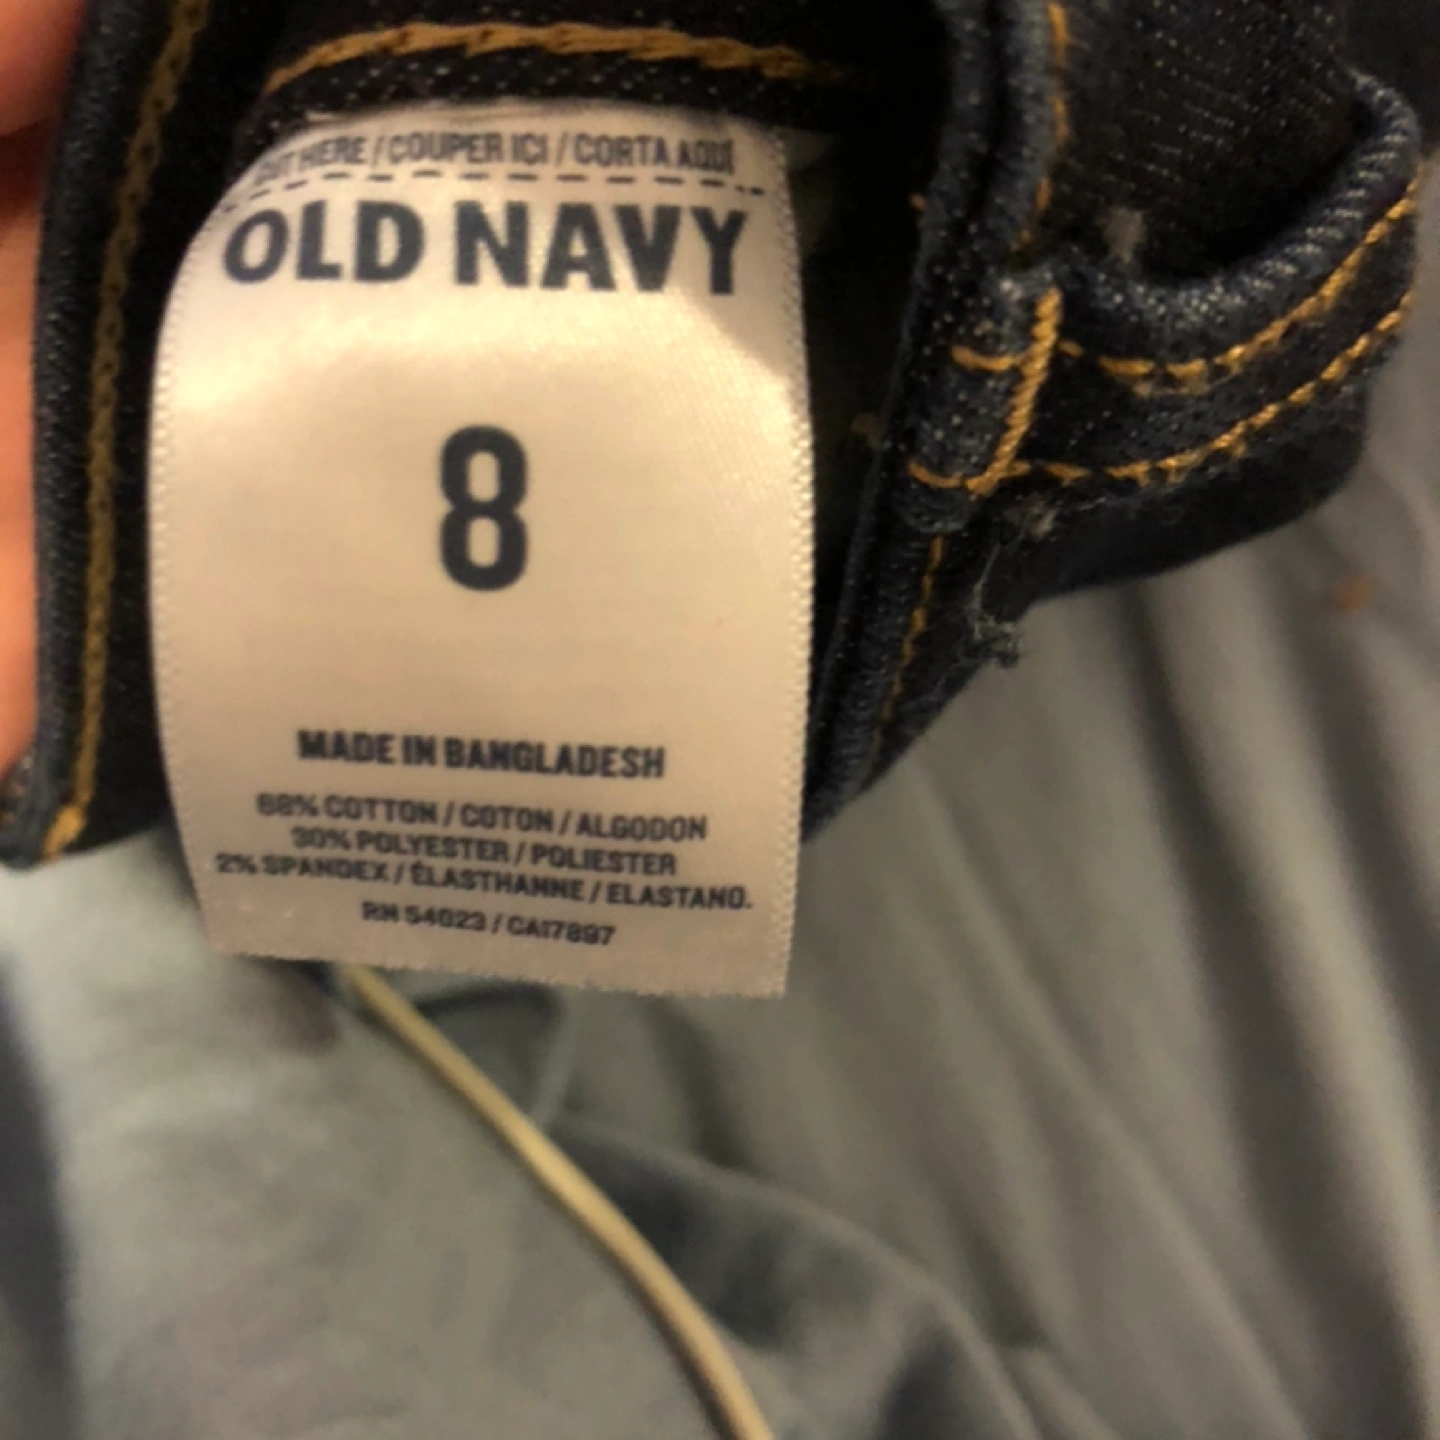 CUT HERE / COUPER ICI / CORTA AQUÍ
OLD NAVY
8
MADE IN BANGLADESH
68% COTTON / COTON / ALGODON
30% POLYESTER / POLIESTER
2% SPANDEX / ÉLASTHANNE / ELASTANO.
RN 54023 / CA17897